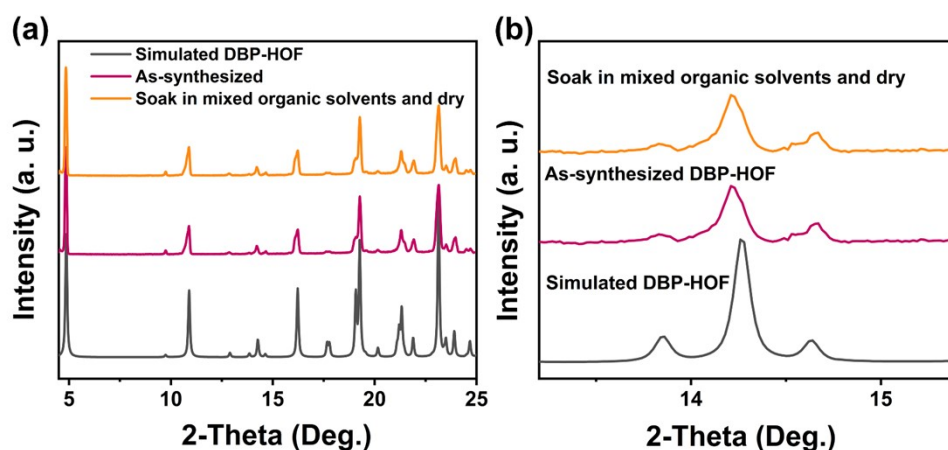 (a)
Simulated DBP-HOF
As-synthesized
Soak in mixed organic solvents and dry
Intensity (a. u.)
5 10 15 20 25
2-Theta (Deg.)
(b)
Soak in mixed organic solvents and dry
As-synthesized DBP-HOF
Simulated DBP-HOF
Intensity (a. u.)
14 15
2-Theta (Deg.)